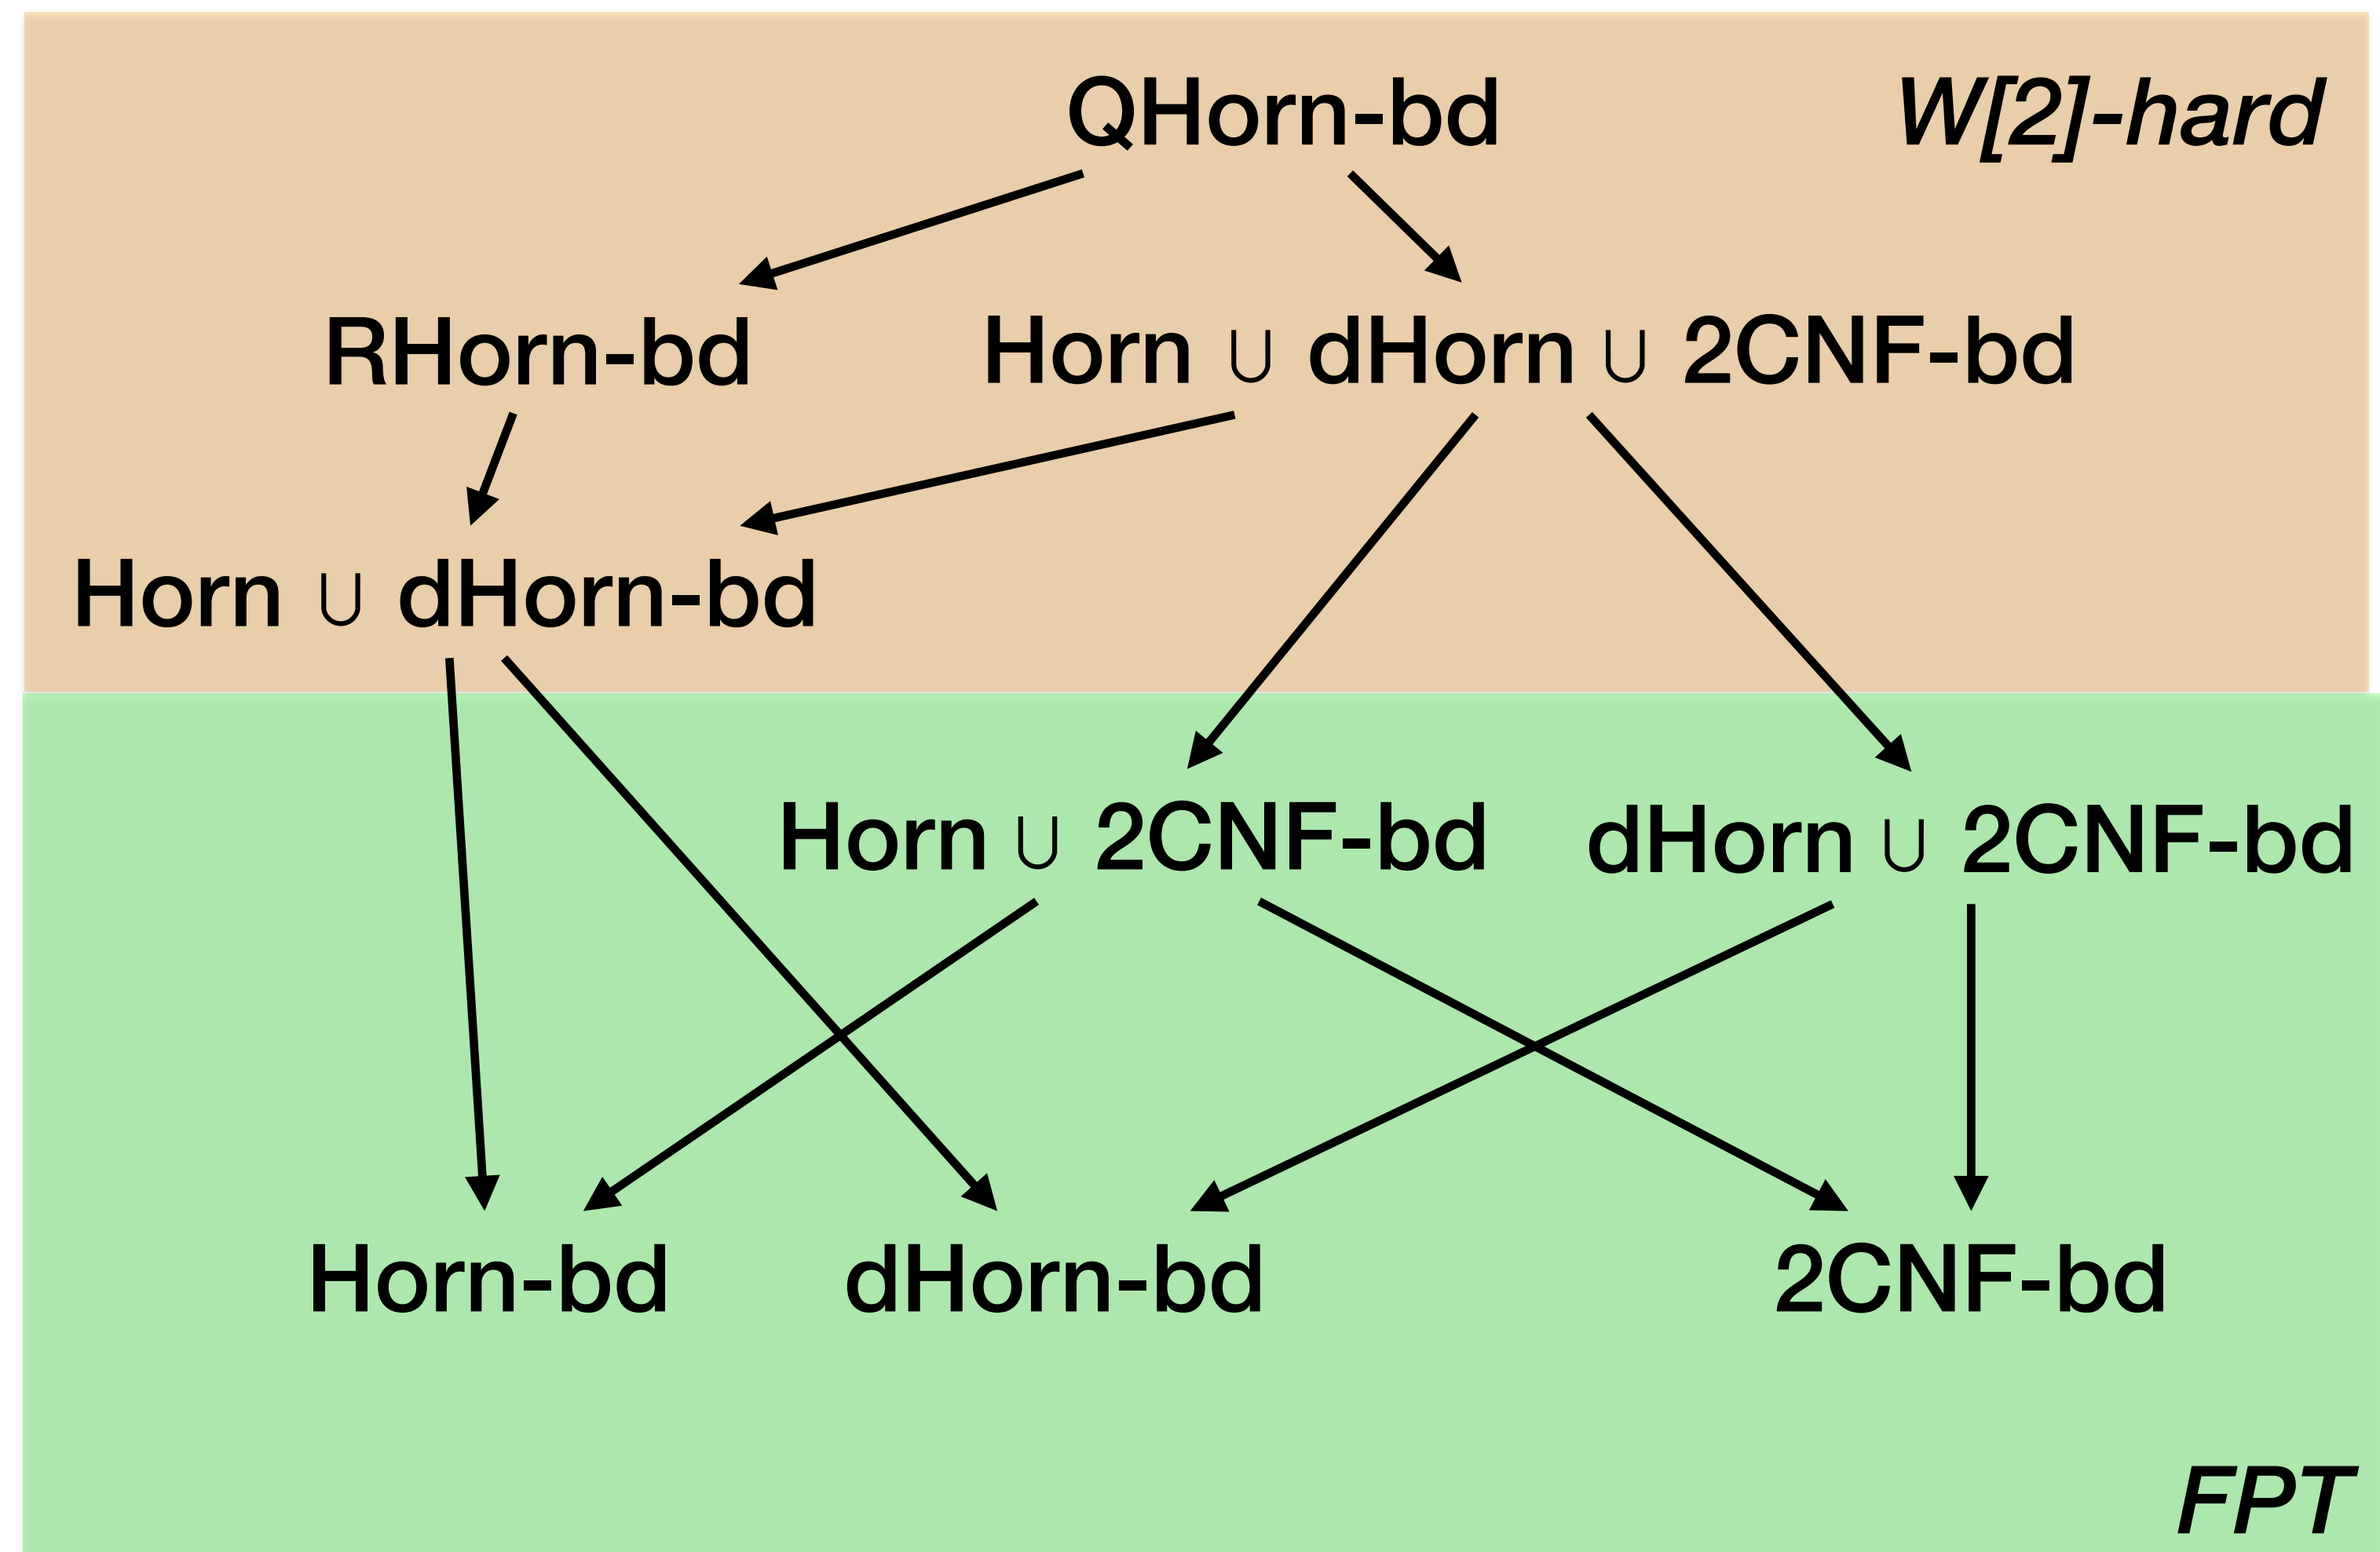 QHorn-bd
W[2]-hard
RHorn-bd
Horn ∪ dHorn ∪ 2CNF-bd
Horn ∪ dHorn-bd
Horn ∪ 2CNF-bd
dHorn ∪ 2CNF-bd
Horn-bd
dHorn-bd
2CNF-bd
FPT